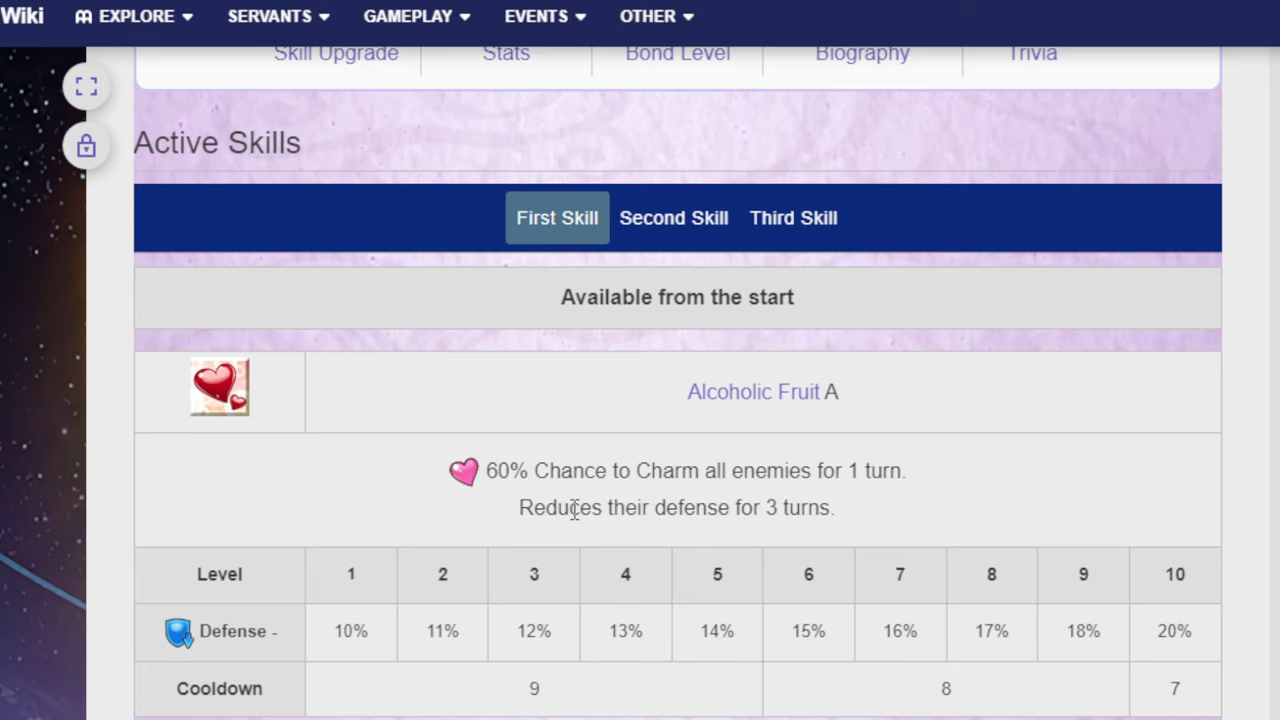 Wiki EXPLORE SERVANTS GAMEPLAY EVENTS OTHER
Skill Upgrade Stats Bond Level Biography Trivia
Active Skills
First Skill Second Skill Third Skill
Available from the start
Alcoholic Fruit A
60% Chance to Charm all enemies for 1 turn.
Reduces their defense for 3 turns.
Level 1 2 3 4 5 6 7 8 9 10
Defense - 10% 11% 12% 13% 14% 15% 16% 17% 18% 20%
Cooldown 9 8 7